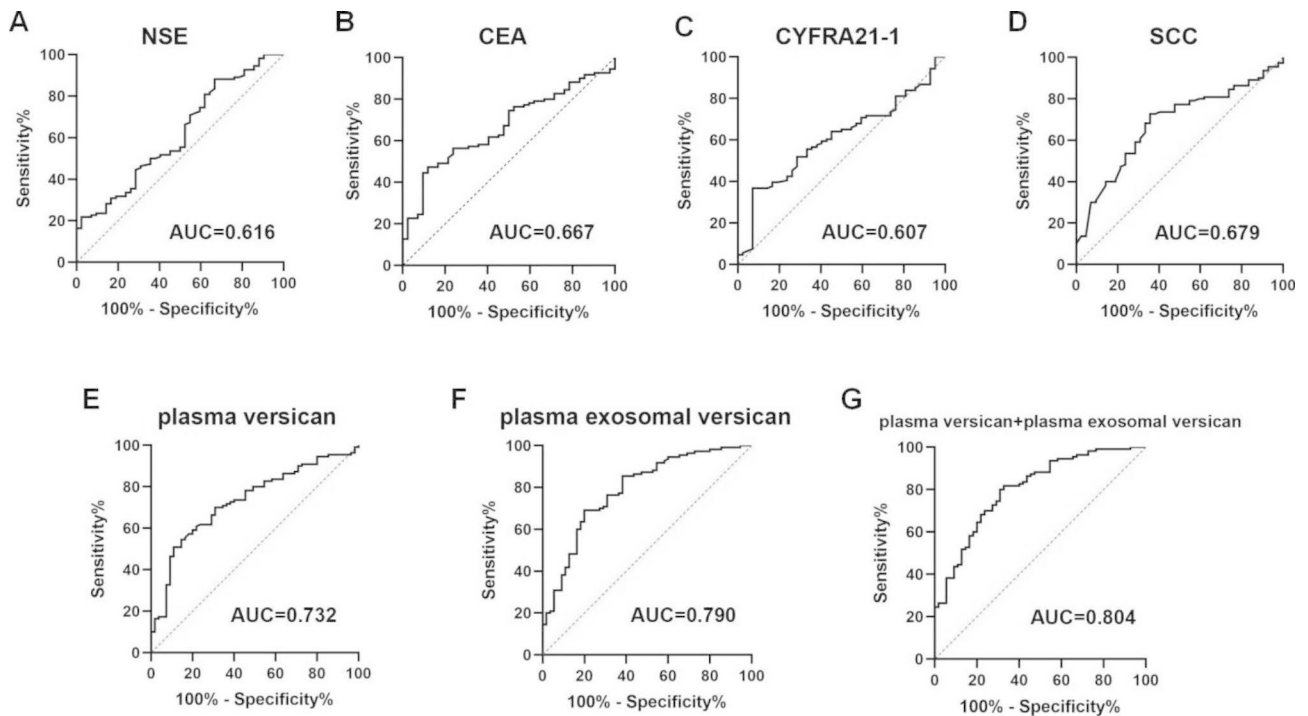 A
NSE
Sensitivity%
100
80
60
40
20
0
AUC=0.616
0 20 40 60 80 100
100% - Specificity%
B
CEA
Sensitivity%
100
80
60
40
20
0
AUC=0.667
0 20 40 60 80 100
100% - Specificity%
C
CYFRA21-1
Sensitivity%
100
80
60
40
20
0
AUC=0.607
0 20 40 60 80 100
100% - Specificity%
D
SCC
Sensitivity%
100
80
60
40
20
0
AUC=0.679
0 20 40 60 80 100
100% - Specificity%
E
plasma versican
Sensitivity%
100
80
60
40
20
0
AUC=0.732
0 20 40 60 80 100
100% - Specificity%
F
plasma exosomal versican
Sensitivity%
100
80
60
40
20
0
AUC=0.790
0 20 40 60 80 100
100% - Specificity%
G
plasma versican+plasma exosomal versican
Sensitivity%
100
80
60
40
20
0
AUC=0.804
0 20 40 60 80 100
100% - Specificity%